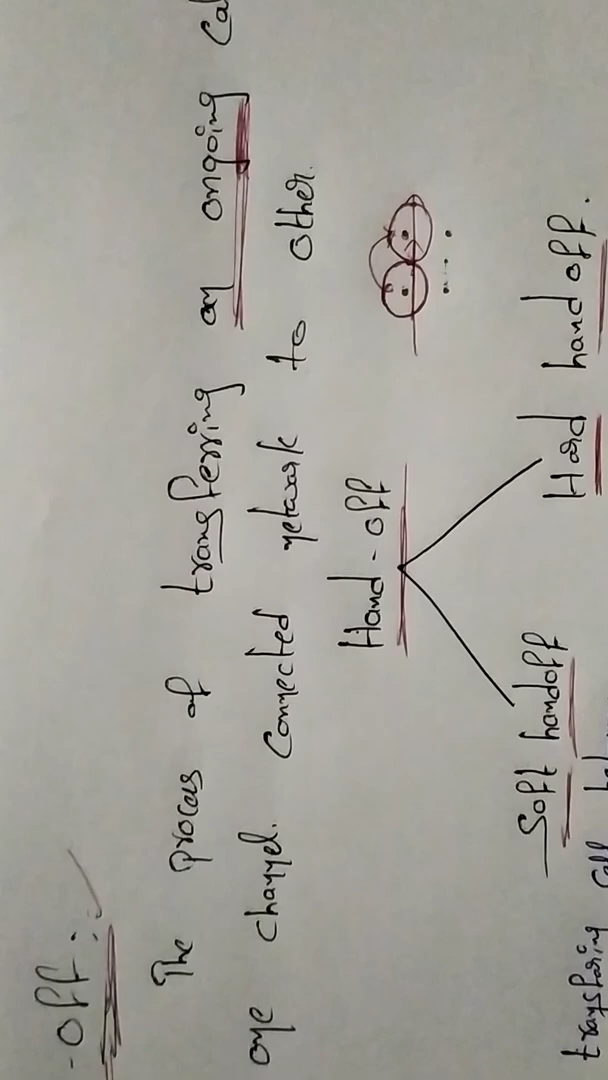 -off:-
The process of transferring an ongoing
one channel. Connected network to other.
Hand-off
Soft handoff Hard hand off.
transfering call